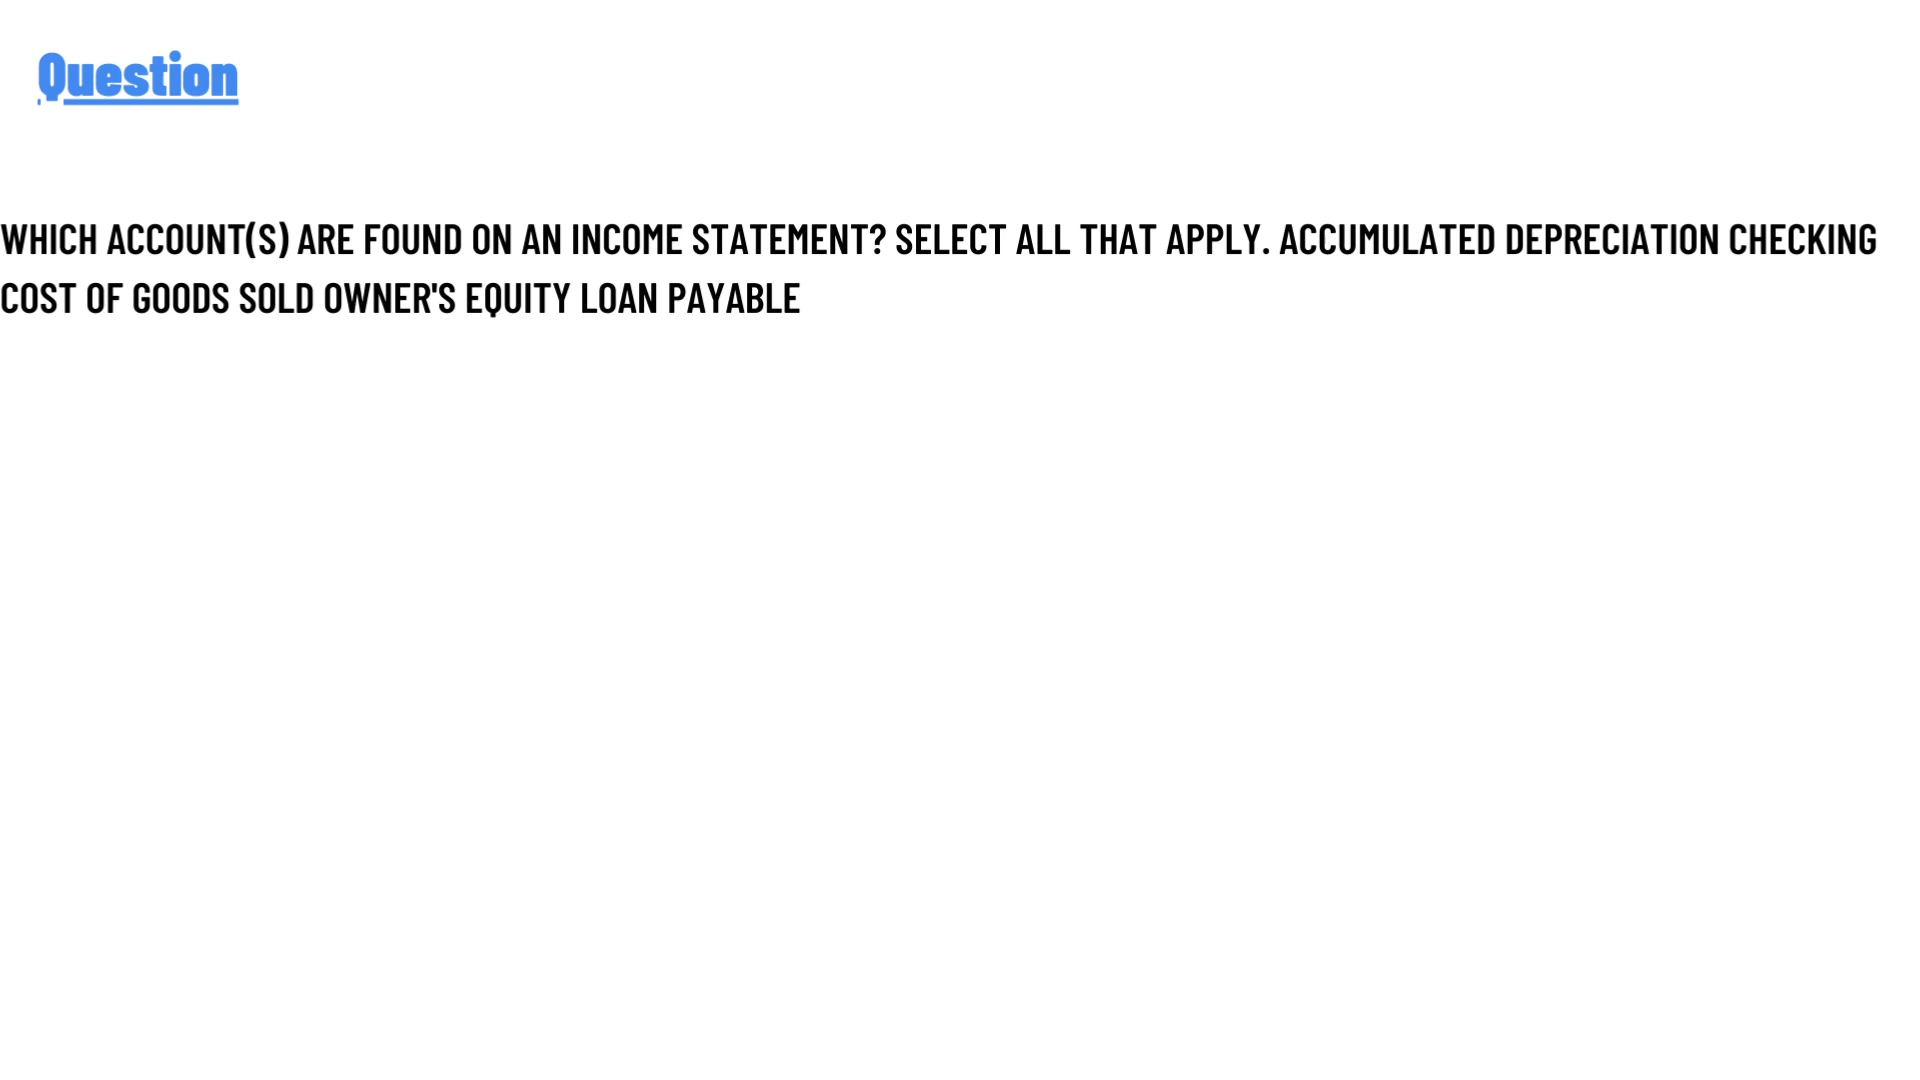 Question
WHICH ACCOUNT(S) ARE FOUND ON AN INCOME STATEMENT? SELECT ALL THAT APPLY. ACCUMULATED DEPRECIATION CHECKING
COST OF GOODS SOLD OWNER'S EQUITY LOAN PAYABLE